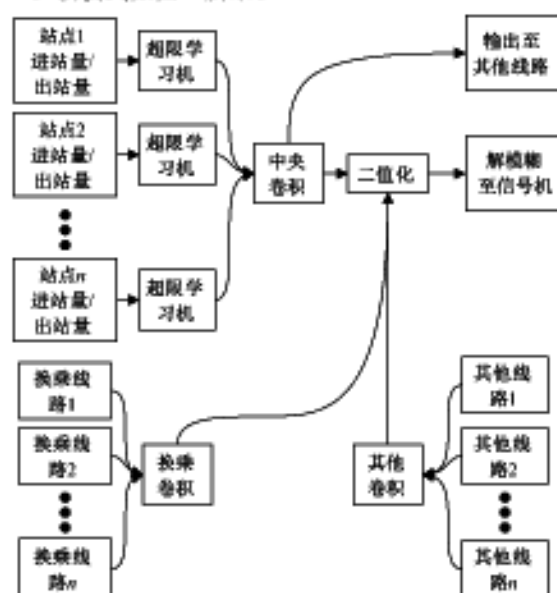 站点1
进站量/
出站量
超限学
习机
站点2
进站量/
出站量
超限学
习机
站点n
进站量/
出站量
超限学
习机
中央
卷积
二值化
输出至
其他线路
解模糊
至信号机
换乘线
路1
换乘线
路2
换乘线
路n
换乘
卷积
其他
卷积
其他线
路1
其他线
路2
其他线
路n